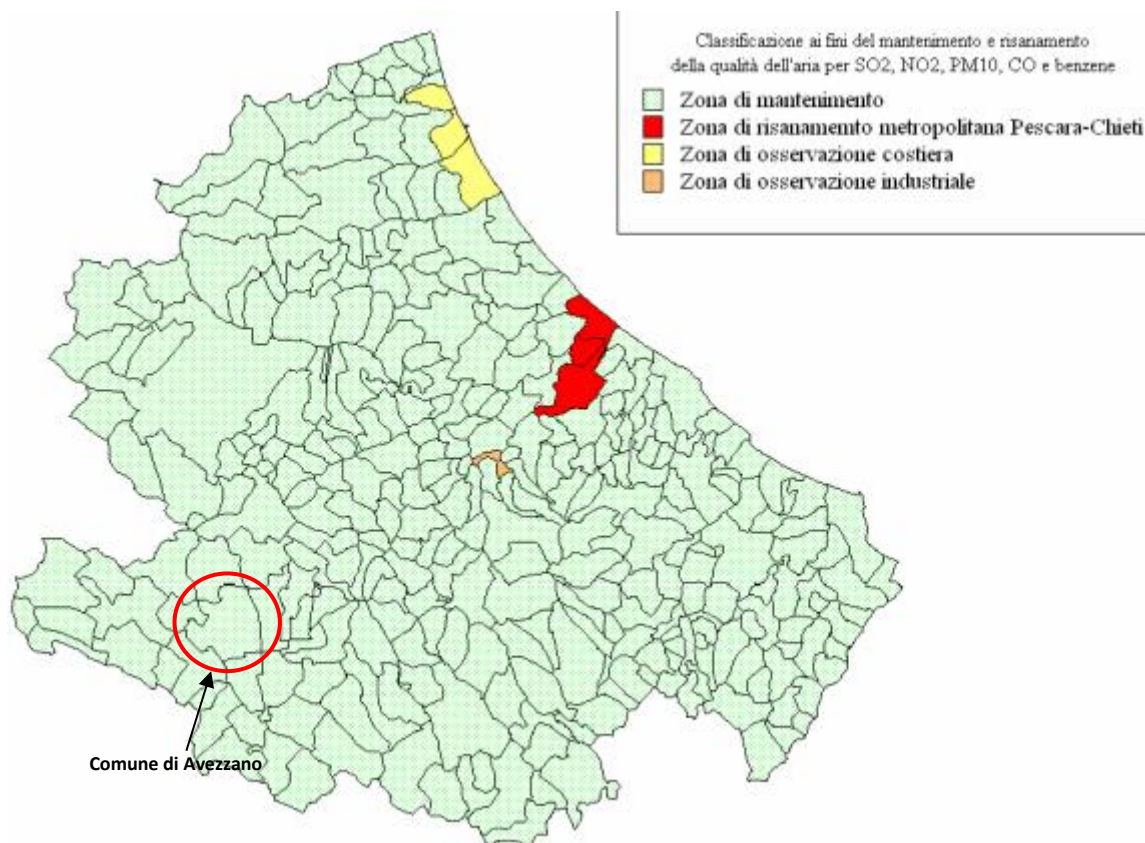 Classificazione ai fini del mantenimento e risanamento
della qualità dell'aria per SO2, NO2, PM10, CO e benzene
Zona di mantenimento
Zona di risanamemto metropolitana Pescara-Chieti
Zona di osservazione costiera
Zona di osservazione industriale
Comune di Avezzano